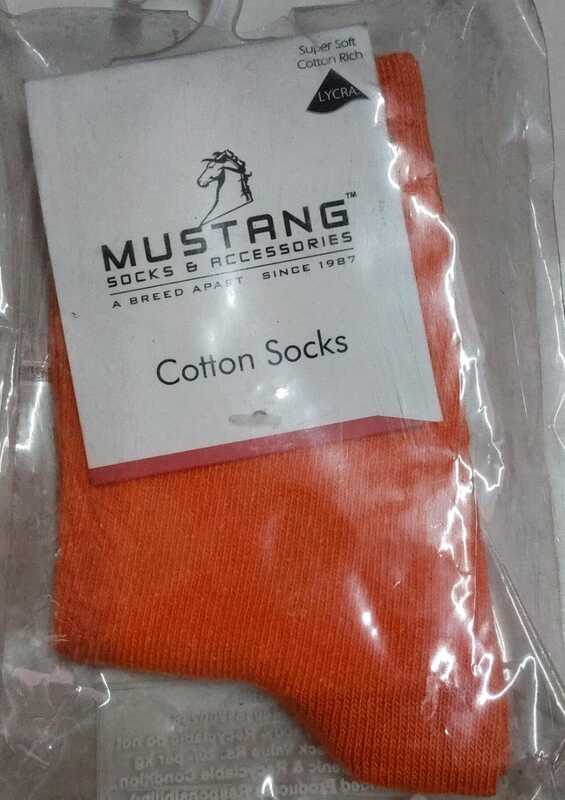 Super Soft
Cotton Rich
LYCRA
MUSTANG™
SOCKS & ACCESSORIES
A BREED APART SINCE 1987
Cotton Socks